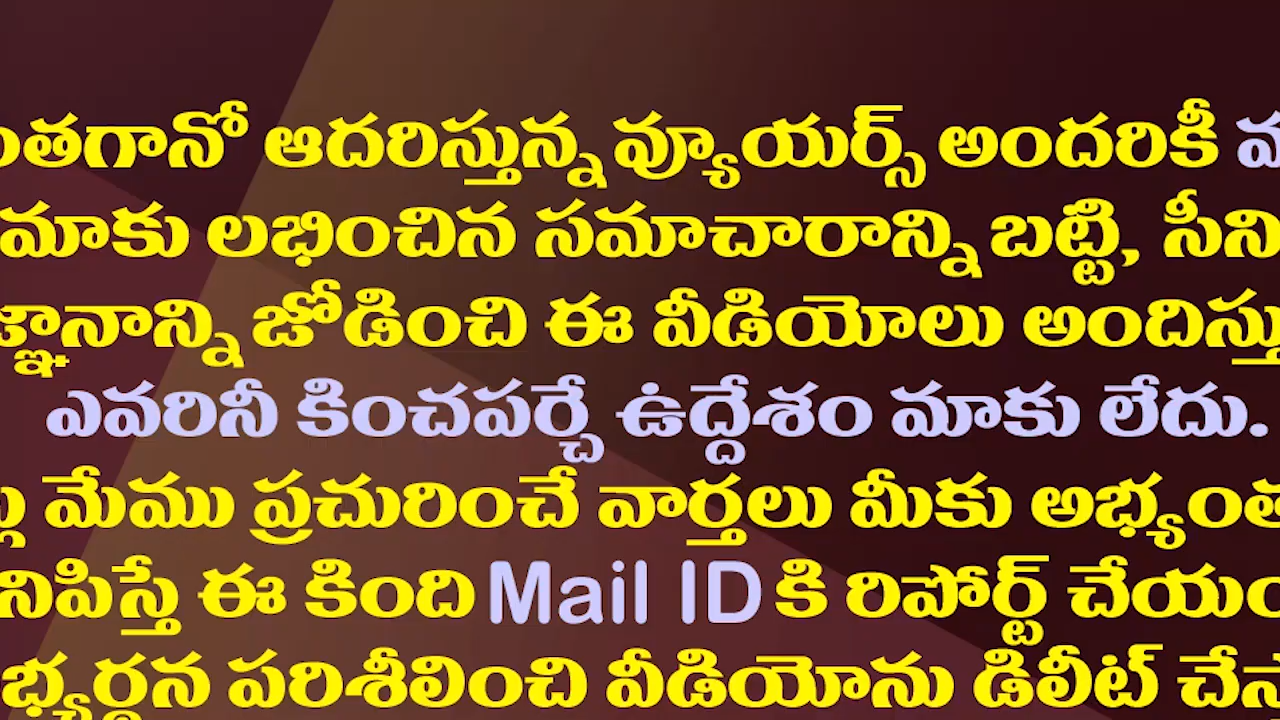 ంతగానో ఆదరిస్తున్న వ్యూయర్స్ అందరికీ
మాకు లభించిన సమాచారాన్ని బట్టి, సీని
జ్ఞానాన్ని జోడించి ఈ వీడియోలు అందిస్తు
ఎవరినీ కించపర్చే ఉద్దేశం మాకు లేదు.
మేము ప్రచురించే వార్తలు మీకు అభ్యంత
నిపిస్తే ఈ కింది Mail ID కి రిపోర్ట్ చేయం
భ్యర్థన పరిశీలించి వీడియోను డిలీట్ చేస